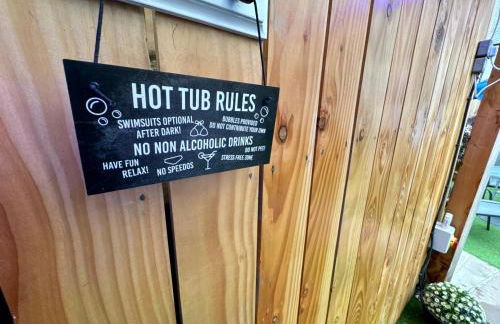 HOT TUB RULES
SWIMSUITS OPTIONAL
AFTER DARK!
BUBBLES PROVIDED
DO NOT CONTRIBUTE YOUR OWN
NO NON ALCOHOLIC DRINKS
DO NOT PEE!
HAVE FUN
RELAX!
NO SPEEDOS
STRESS FREE ZONE